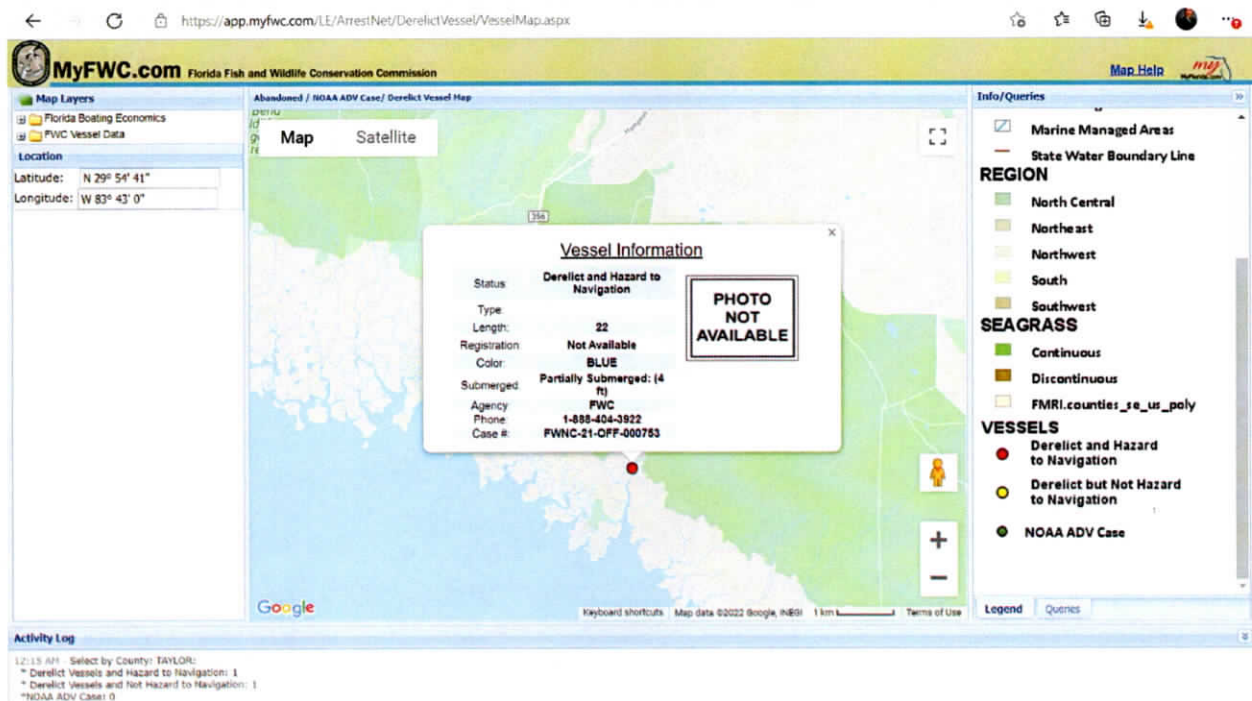 https://app.myfwc.com/LE/ArrestNet/DerelictVessel/VesselMap.aspx
MyFWC.com Florida Fish and Wildlife Conservation Commission
Map Help
Map Layers
Florida Boating Economics
FWC Vessel Data
Location
Latitude: N 29° 54' 41"
Longitude: W 83° 43' 0"
Abandoned / NOAA ADV Case/ Derelict Vessel Map
Map Satellite
356
Vessel Information
Status: Derelict and Hazard to
Navigation
Type:
Length: 22
Registration Not Available
Color: BLUE
Submerged: Partially Submerged: (4
ft)
Agency FWC
Phone: 1-888-404-3922
Case #: FWNC-21-OFF-000753
PHOTO
NOT
AVAILABLE
Google
Keyboard shortcuts Map data ©2022 Google, INEGI 1 km Terms of Use
Info/Queries
Marine Managed Areas
State Water Boundary Line
REGION
North Central
Northeast
Northwest
South
Southwest
SEAGRASS
Continuous
Discontinuous
FMRI.counties_se_us_poly
VESSELS
Derelict and Hazard
to Navigation
Derelict but Not Hazard
to Navigation
NOAA ADV Case
Legend Queries
Activity Log
12:15 AM - Select by County: TAYLOR:
* Derelict Vessels and Hazard to Navigation: 1
* Derelict Vessels and Not Hazard to Navigation: 1
*NOAA ADV Case: 0